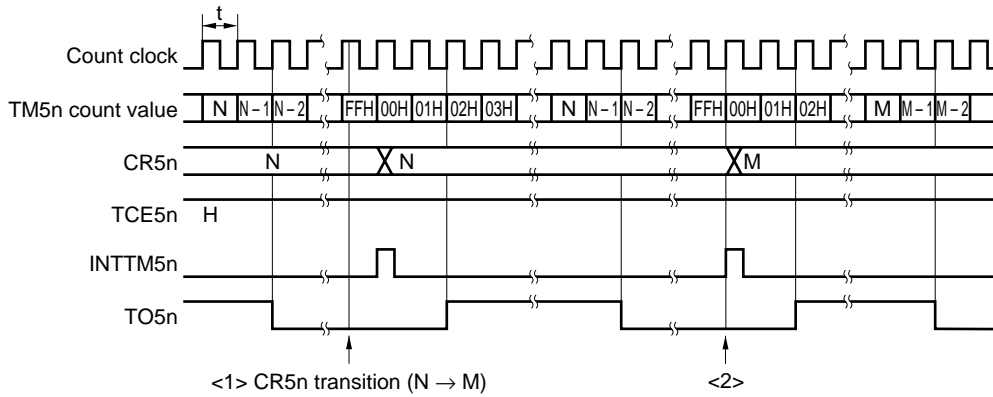 t
Count clock
TM5n count value N N – 1 N – 2 FFH 00H 01H 02H 03H N N – 1 N – 2 FFH 00H 01H 02H M M – 1 M – 2
CR5n N N M
TCE5n H
INTTM5n
TO5n
<1> CR5n transition (N → M) <2>